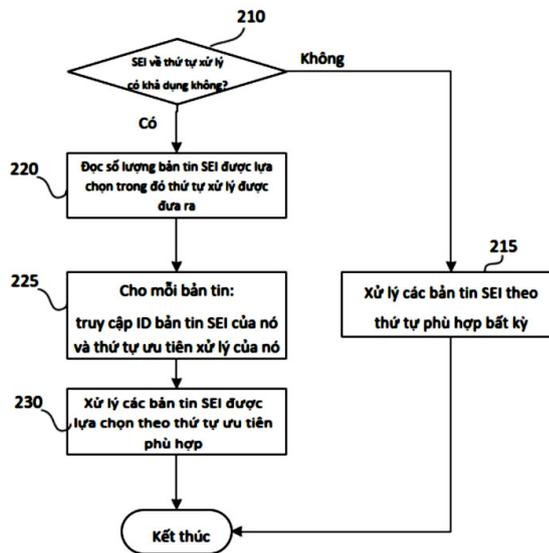 210
SEI về thứ tự xử lý
có khả dụng không?
Không
Có
220
Đọc số lượng bản tin SEI được lựa
chọn trong đó thứ tự xử lý được
đưa ra
225
Cho mỗi bản tin:
truy cập ID bản tin SEI của nó
và thứ tự ưu tiên xử lý của nó
215
Xử lý các bản tin SEI theo
thứ tự phù hợp bất kỳ
230
Xử lý các bản tin SEI được
lựa chọn theo thứ tự ưu tiên
phù hợp
Kết thúc